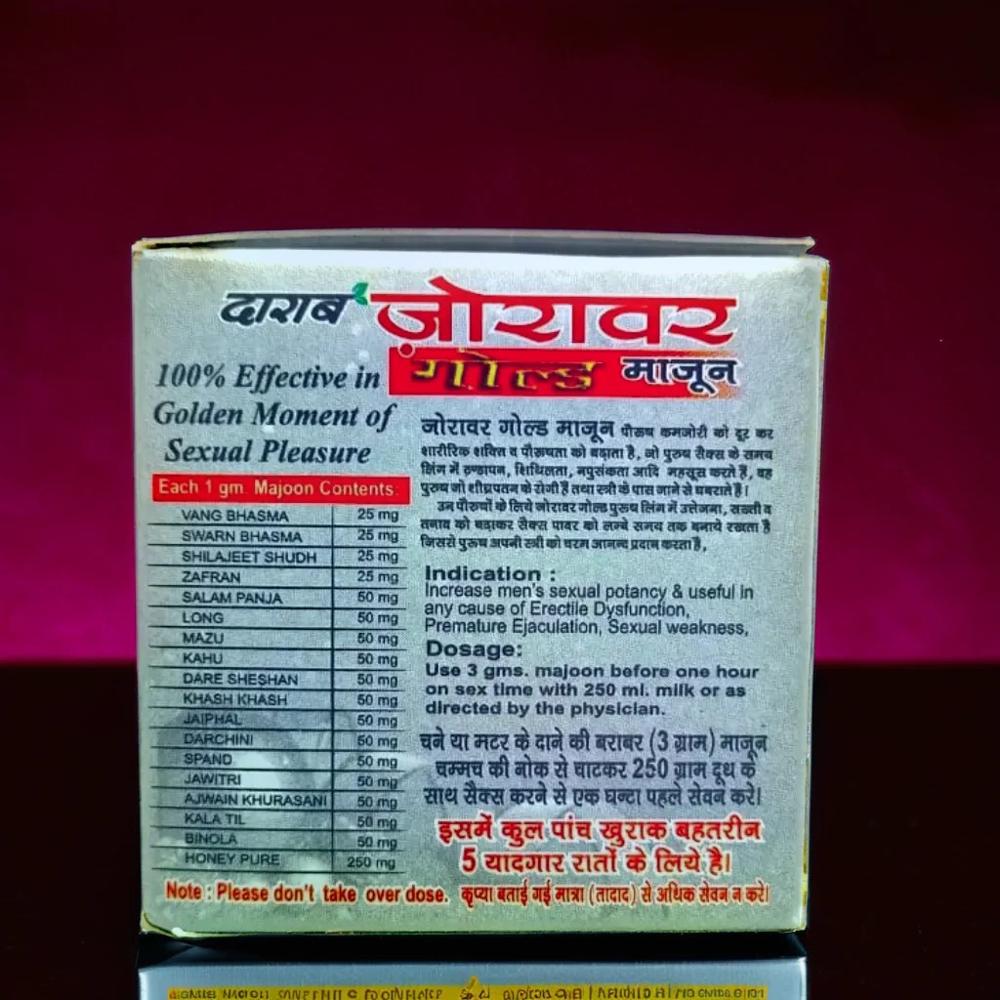 दाराब ज़ोरावर
गोल्ड माजून
100% Effective in
Golden Moment of
Sexual Pleasure
Each 1 gm. Majoon Contents:
VANG BHASMA 25 mg
SWARN BHASMA 25 mg
SHILAJEET SHUDH 25 mg
ZAFRAN 25 mg
SALAM PANJA 50 mg
LONG 50 mg
MAZU 50 mg
KAHU 50 mg
DARE SHESHAN 50 mg
KHASH KHASH 50 mg
JAIPHAL 50 mg
DARCHINI 50 mg
SPAND 50 mg
JAWITRI 50 mg
AJWAIN KHURASANI 50 mg
KALA TIL 50 mg
BINOLA 50 mg
HONEY PURE 250 mg
जोरावर गोल्ड माजून पौरूष कमजोरी को दूर कर
शारीरिक शक्ति व पौरूषता को बढ़ाता है, जो पुरुष सैक्स के समय
लिंग में ठण्डापन, शिथिलता, नपुसंकता आदि महसूस करते है, वह
पुरुष जो शीघ्रपतन के रोगी हैं तथा स्त्री के पास जाने से घबराते है।
उन पौरुषों के लिये जोरावर गोल्ड पुरुष लिंग में उत्तेजना, सख्ती व
तनाव को बढ़ाकर सैक्स पावर को लम्बे समय तक बनाये रखता है
जिससे पुरुष अपनी स्त्री को चरम आनन्द प्रदान करता है,
Indication :
Increase men's sexual potancy & useful in
any cause of Erectile Dysfunction,
Premature Ejaculation, Sexual weakness,
Dosage:
Use 3 gms. majoon before one hour
on sex time with 250 ml. milk or as
directed by the physician.
चने या मटर के दाने की बराबर (3 ग्राम) माजून
चम्मच की नोक से चाटकर 250 ग्राम दूध के
साथ सैक्स करने से एक घन्टा पहले सेवन करे।
इसमें कुल पांच खुराक बहतरीन
5 यादगार रातों के लिये है।
Note : Please don't take over dose. कृप्या बताई गई मात्रा (तादाद) से अधिक सेवन न करे।